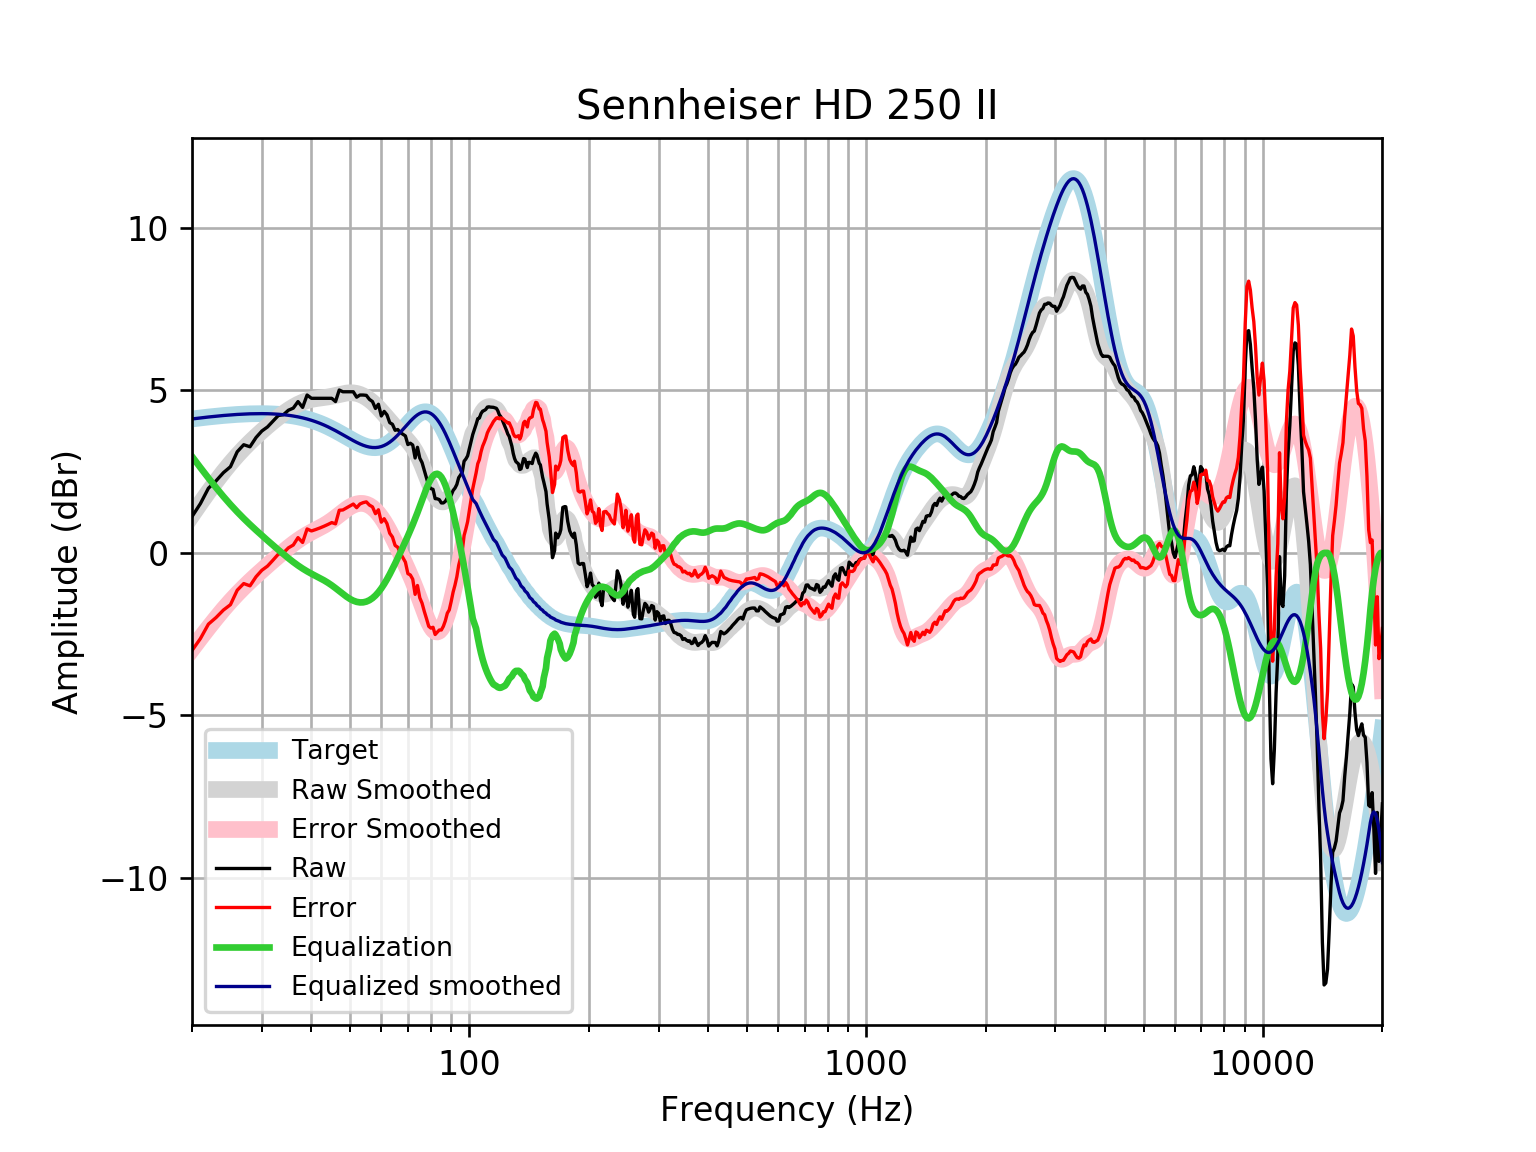 Sennheiser HD 250 II
Amplitude (dBr)
10
5
0
−5
−10
Target
Raw Smoothed
Error Smoothed
Raw
Error
Equalization
Equalized smoothed
100
1000
10000
Frequency (Hz)